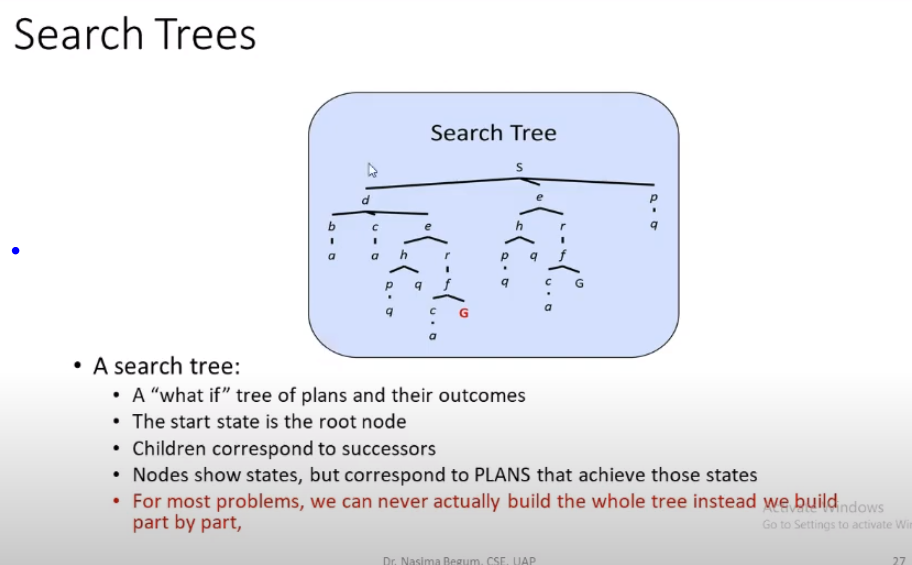 Search Trees
Search Tree
S
d e p
b c e h r q
a a h r p q f
p q f q c G
q c G a
a
• A search tree:
• A “what if” tree of plans and their outcomes
• The start state is the root node
• Children correspond to successors
• Nodes show states, but correspond to PLANS that achieve those states
• For most problems, we can never actually build the whole tree instead we build
part by part,
Activate Windows
Go to Settings to activate Win
Dr. Nasima Begum, CSE, UAP
27